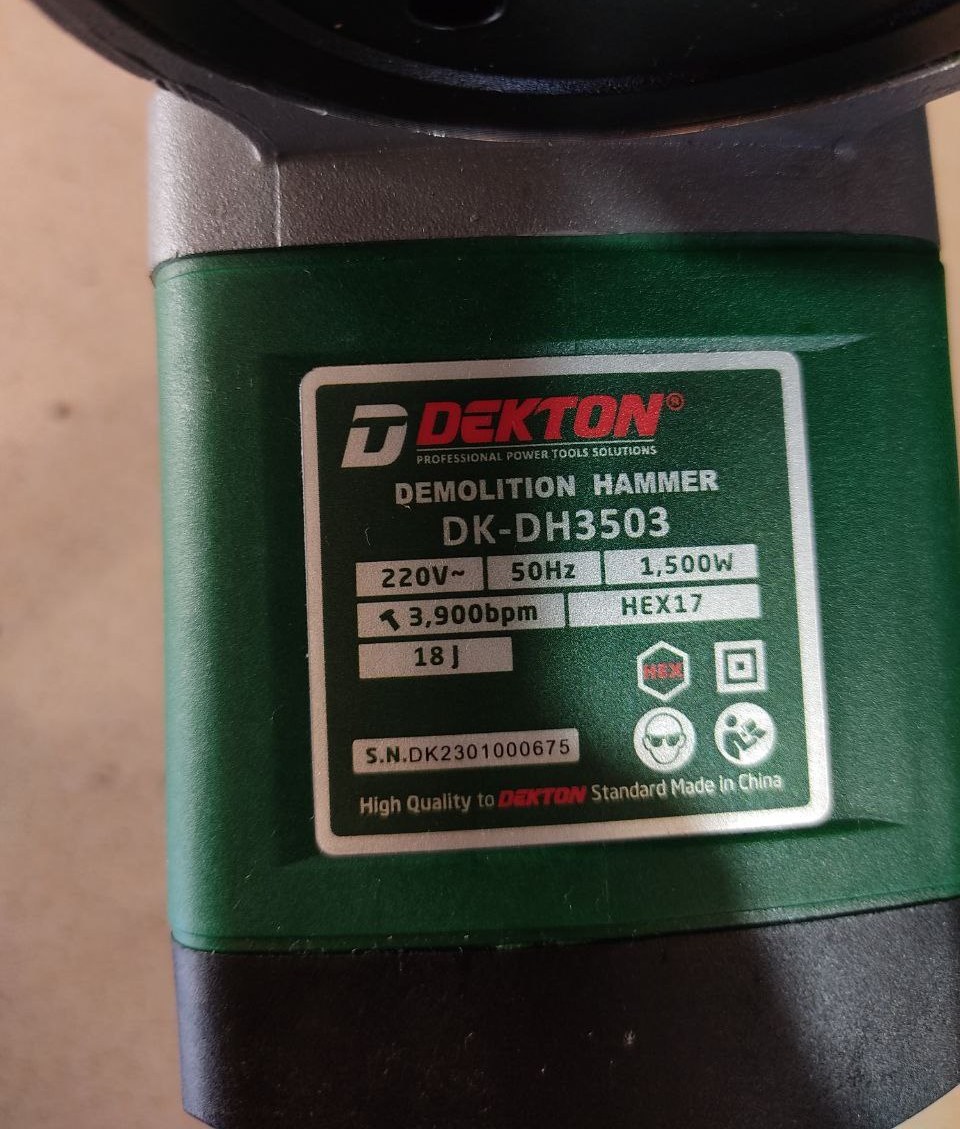 DEKTON®
PROFESSIONAL POWER TOOLS SOLUTIONS
DEMOLITION HAMMER
DK-DH3503
220V~ 50Hz 1,500W
3,900bpm HEX17
18 J
HEX
S.N.DK2301000675
High Quality to DEKTON Standard Made in China